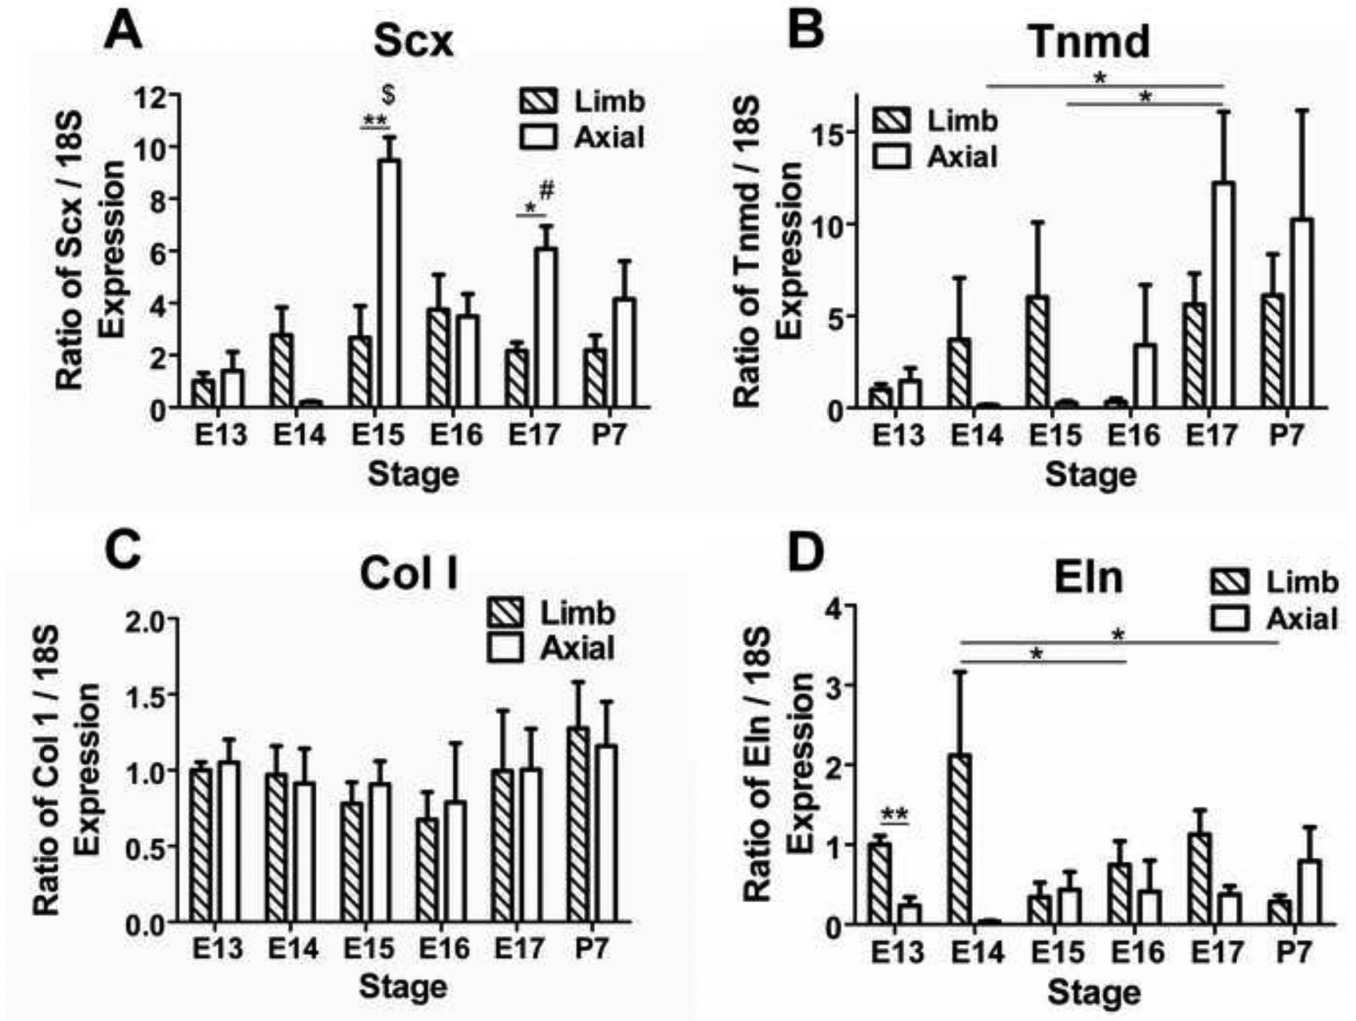 A
Scx
Ratio of Scx / 18S
Expression
12
10
8
6
4
2
0
$
**
#
*
Limb
Axial
E13 E14 E15 E16 E17 P7
Stage
B
Tnmd
Ratio of Tnmd / 18S
Expression
15
10
5
0
*
*
Limb
Axial
E13 E14 E15 E16 E17 P7
Stage
C
Col I
Ratio of Col 1 / 18S
Expression
2.0
1.5
1.0
0.5
0.0
Limb
Axial
E13 E14 E15 E16 E17 P7
Stage
D
Eln
Ratio of Eln / 18S
Expression
4
3
2
1
0
*
*
**
Limb
Axial
E13 E14 E15 E16 E17 P7
Stage